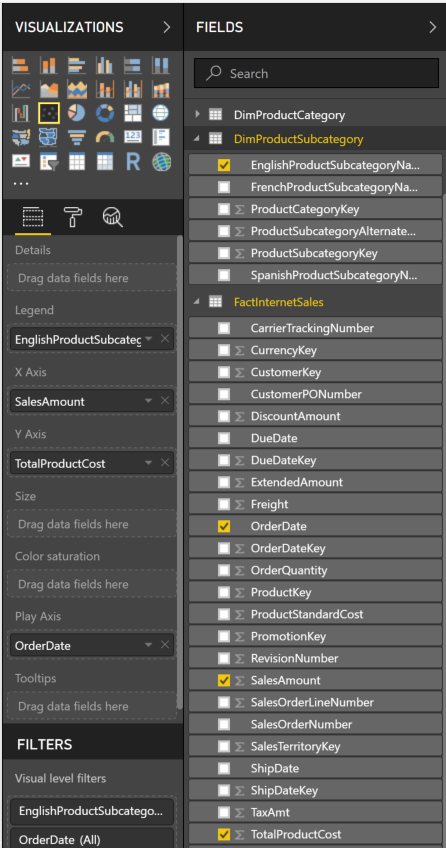 VISUALIZATIONS
123
R
...
Details
Drag data fields here
Legend
EnglishProductSubcateg
X Axis
SalesAmount
Y Axis
TotalProductCost
Size
Drag data fields here
Color saturation
Drag data fields here
Play Axis
OrderDate
Tooltips
Drag data fields here
FILTERS
Visual level filters
EnglishProductSubcatego...
OrderDate (All)
FIELDS
Search
DimProductCategory
DimProductSubcategory
EnglishProductSubcategoryNa...
FrenchProductSubcategoryNa...
Σ ProductCategoryKey
Σ ProductSubcategoryAlternate...
Σ ProductSubcategoryKey
SpanishProductSubcategoryN...
FactInternetSales
CarrierTrackingNumber
Σ CurrencyKey
Σ CustomerKey
CustomerPONumber
Σ DiscountAmount
DueDate
Σ DueDateKey
Σ ExtendedAmount
Σ Freight
OrderDate
Σ OrderDateKey
Σ OrderQuantity
Σ ProductKey
Σ ProductStandardCost
Σ PromotionKey
Σ RevisionNumber
Σ SalesAmount
Σ SalesOrderLineNumber
SalesOrderNumber
Σ SalesTerritoryKey
ShipDate
Σ ShipDateKey
Σ TaxAmt
Σ TotalProductCost